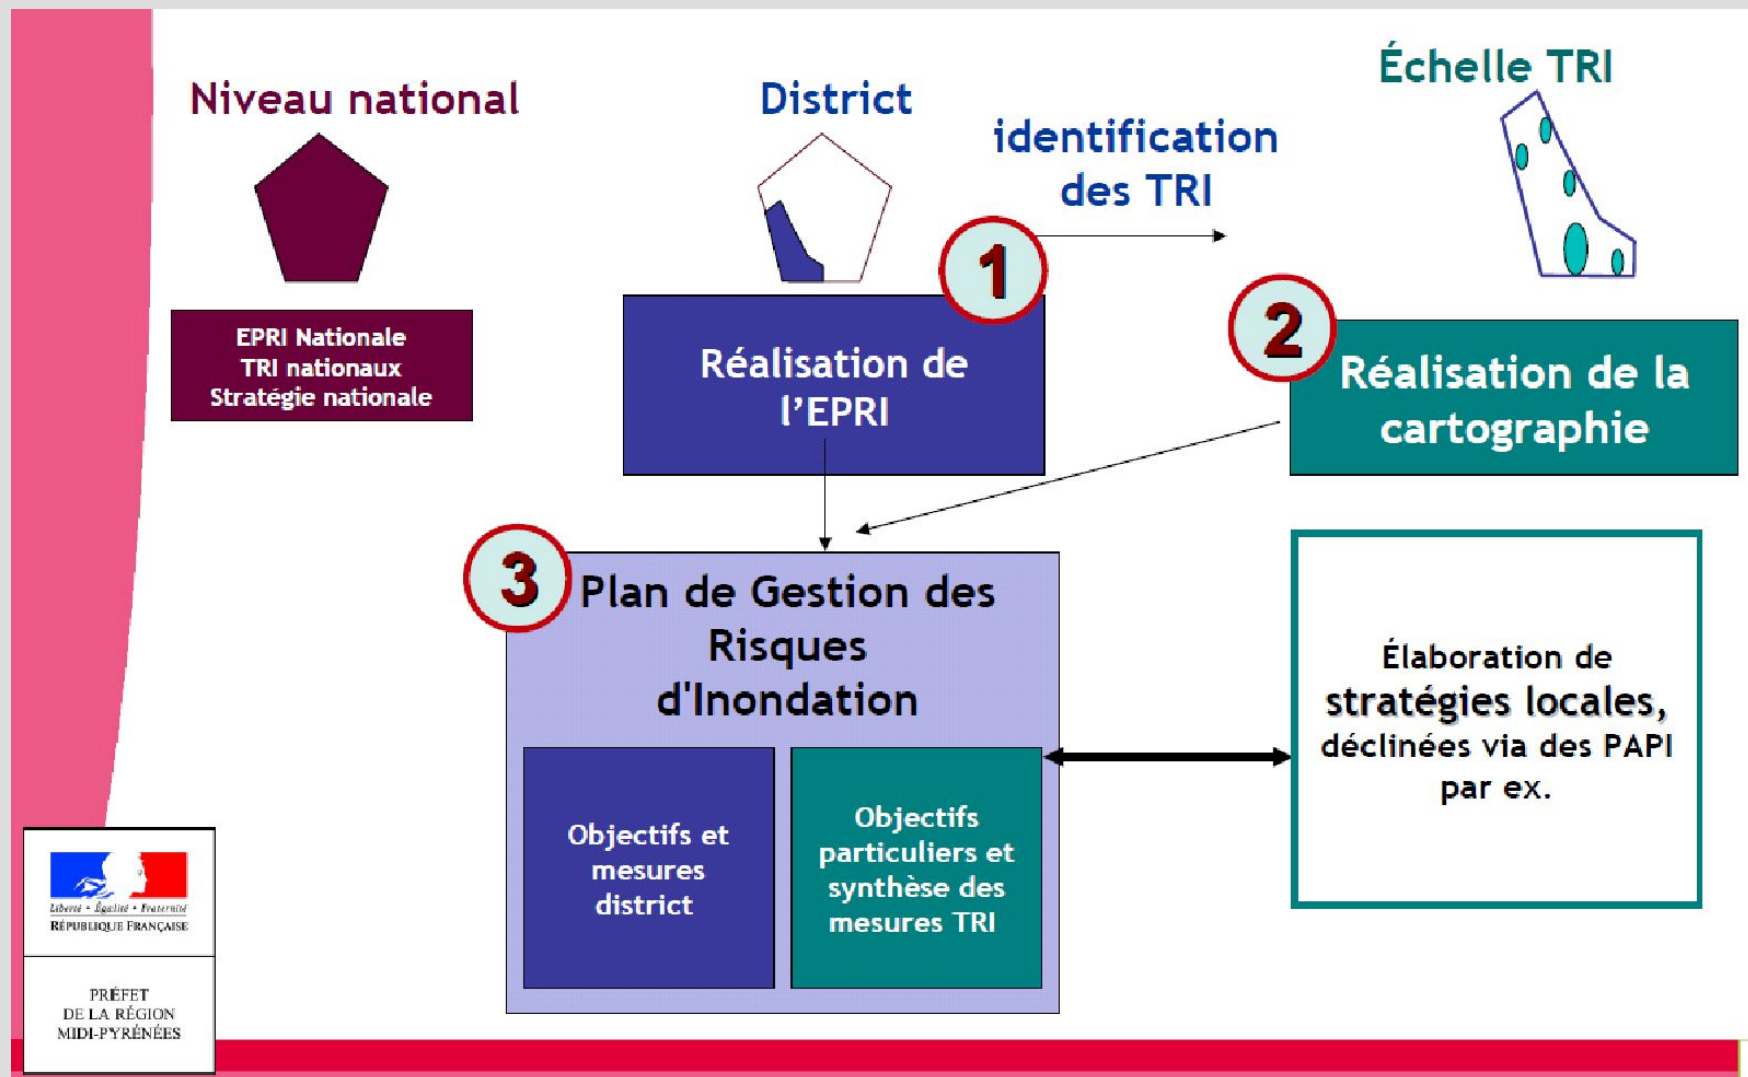 Niveau national
EPRI Nationale
TRI nationaux
Stratégie nationale
District
identification
des TRI
Échelle TRI
1
Réalisation de
l’EPRI
2
Réalisation de la
cartographie
3
Plan de Gestion des
Risques
d'Inondation
Objectifs et
mesures
district
Objectifs
particuliers et
synthèse des
mesures TRI
Élaboration de
stratégies locales,
déclinées via des PAPI
par ex.
Liberté • Égalité • Fraternité
RÉPUBLIQUE FRANÇAISE
PRÉFET
DE LA RÉGION
MIDI-PYRÉNÉES